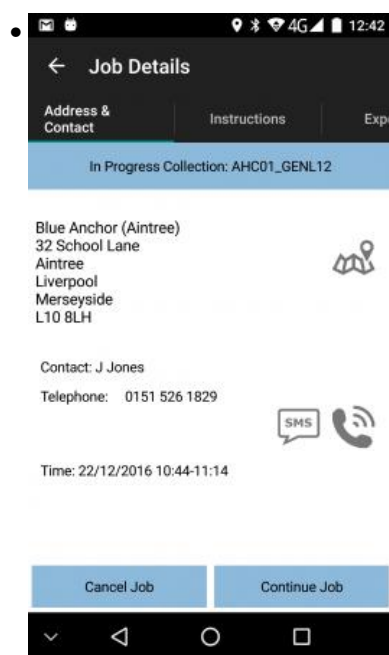 4G 12:42
Job Details
Address &
Contact
Instructions
Exp
In Progress Collection: AHC01_GENL12
Blue Anchor (Aintree)
32 School Lane
Aintree
Liverpool
Merseyside
L10 8LH
Contact: J Jones
Telephone: 0151 526 1829
SMS
Time: 22/12/2016 10:44-11:14
Cancel Job Continue Job